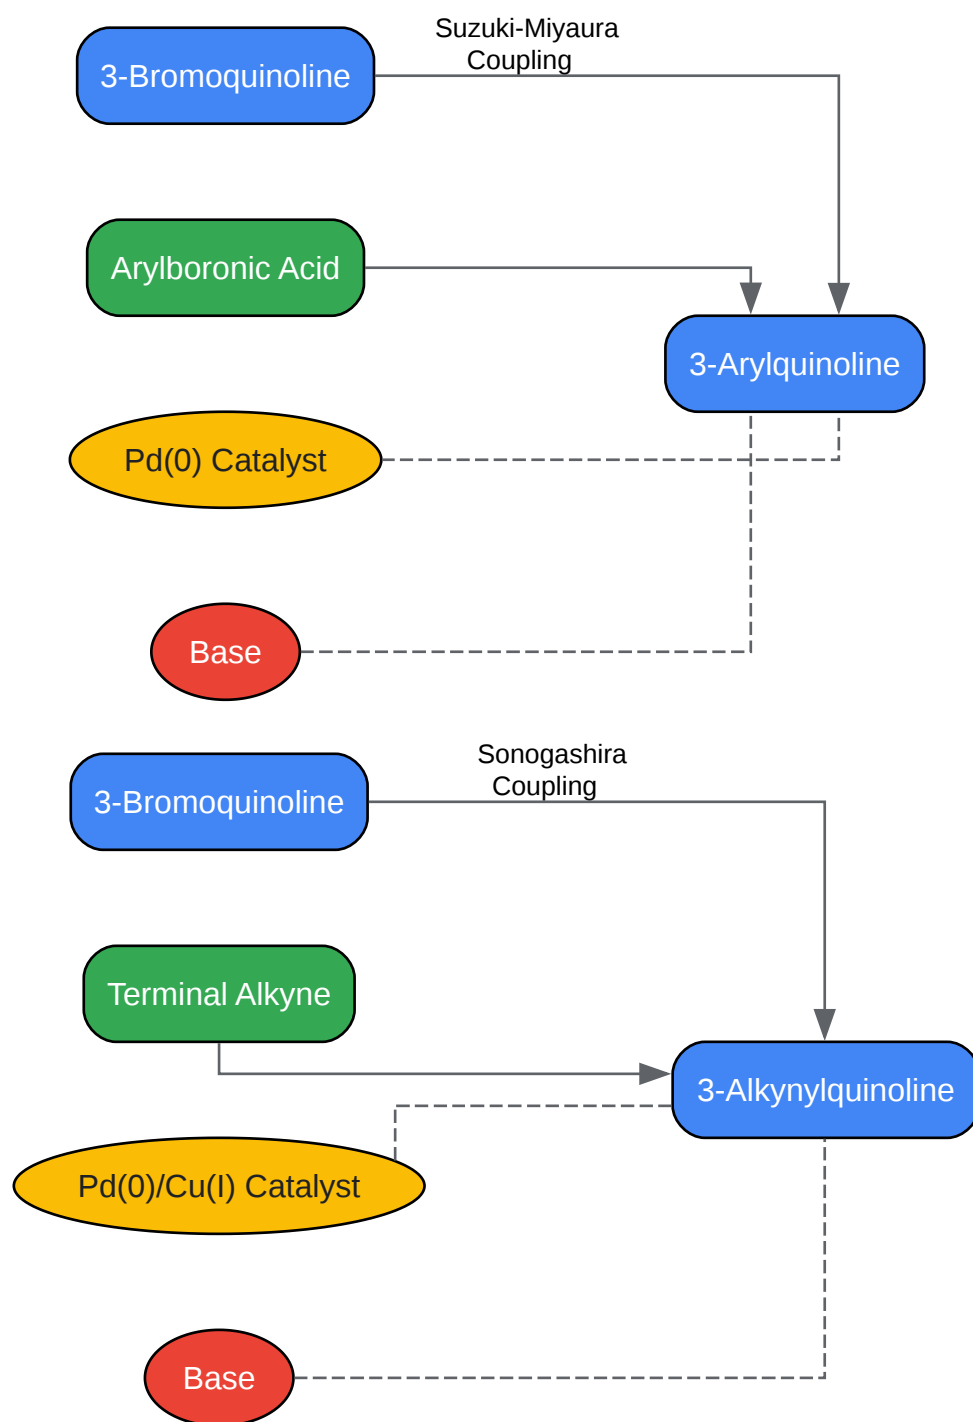 Suzuki-Miyaura
Coupling
3-Bromoquinoline
Arylboronic Acid
3-Arylquinoline
Pd(0) Catalyst
Base
Sonogashira
Coupling
3-Bromoquinoline
Terminal Alkyne
3-Alkynylquinoline
Pd(0)/Cu(I) Catalyst
Base